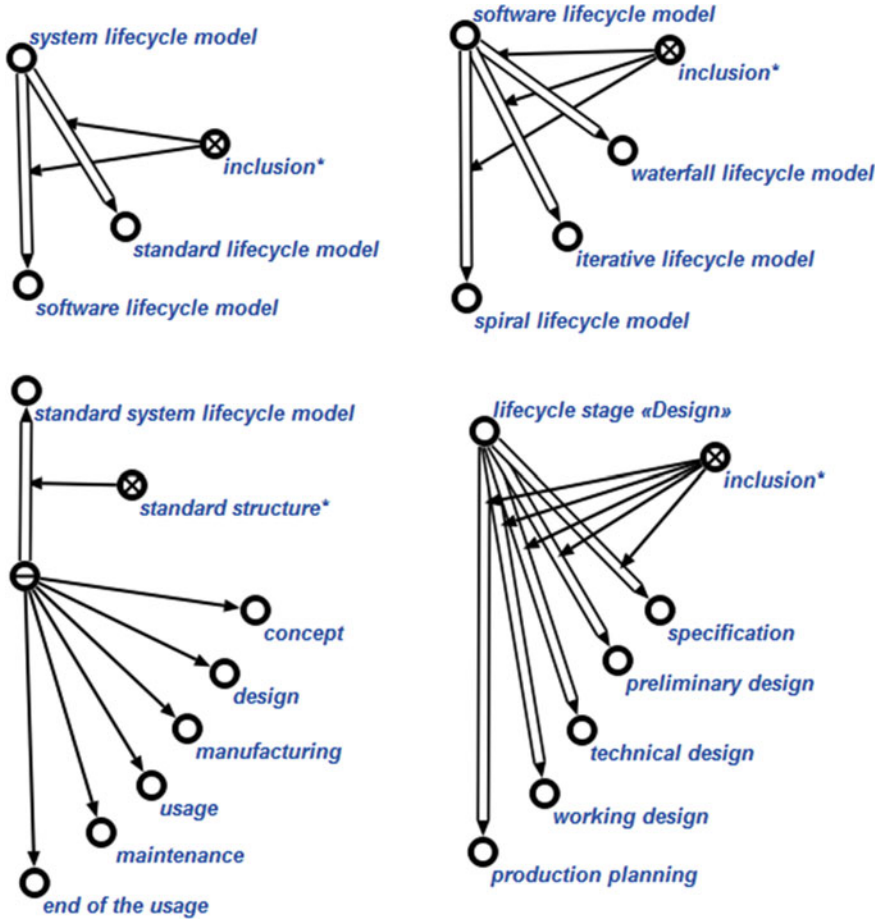 system lifecycle model
inclusion*
standard lifecycle model
software lifecycle model
software lifecycle model
inclusion*
waterfall lifecycle model
iterative lifecycle model
spiral lifecycle model
standard system lifecycle model
standard structure*
concept
design
manufacturing
usage
maintenance
end of the usage
lifecycle stage «Design»
inclusion*
specification
preliminary design
technical design
working design
production planning